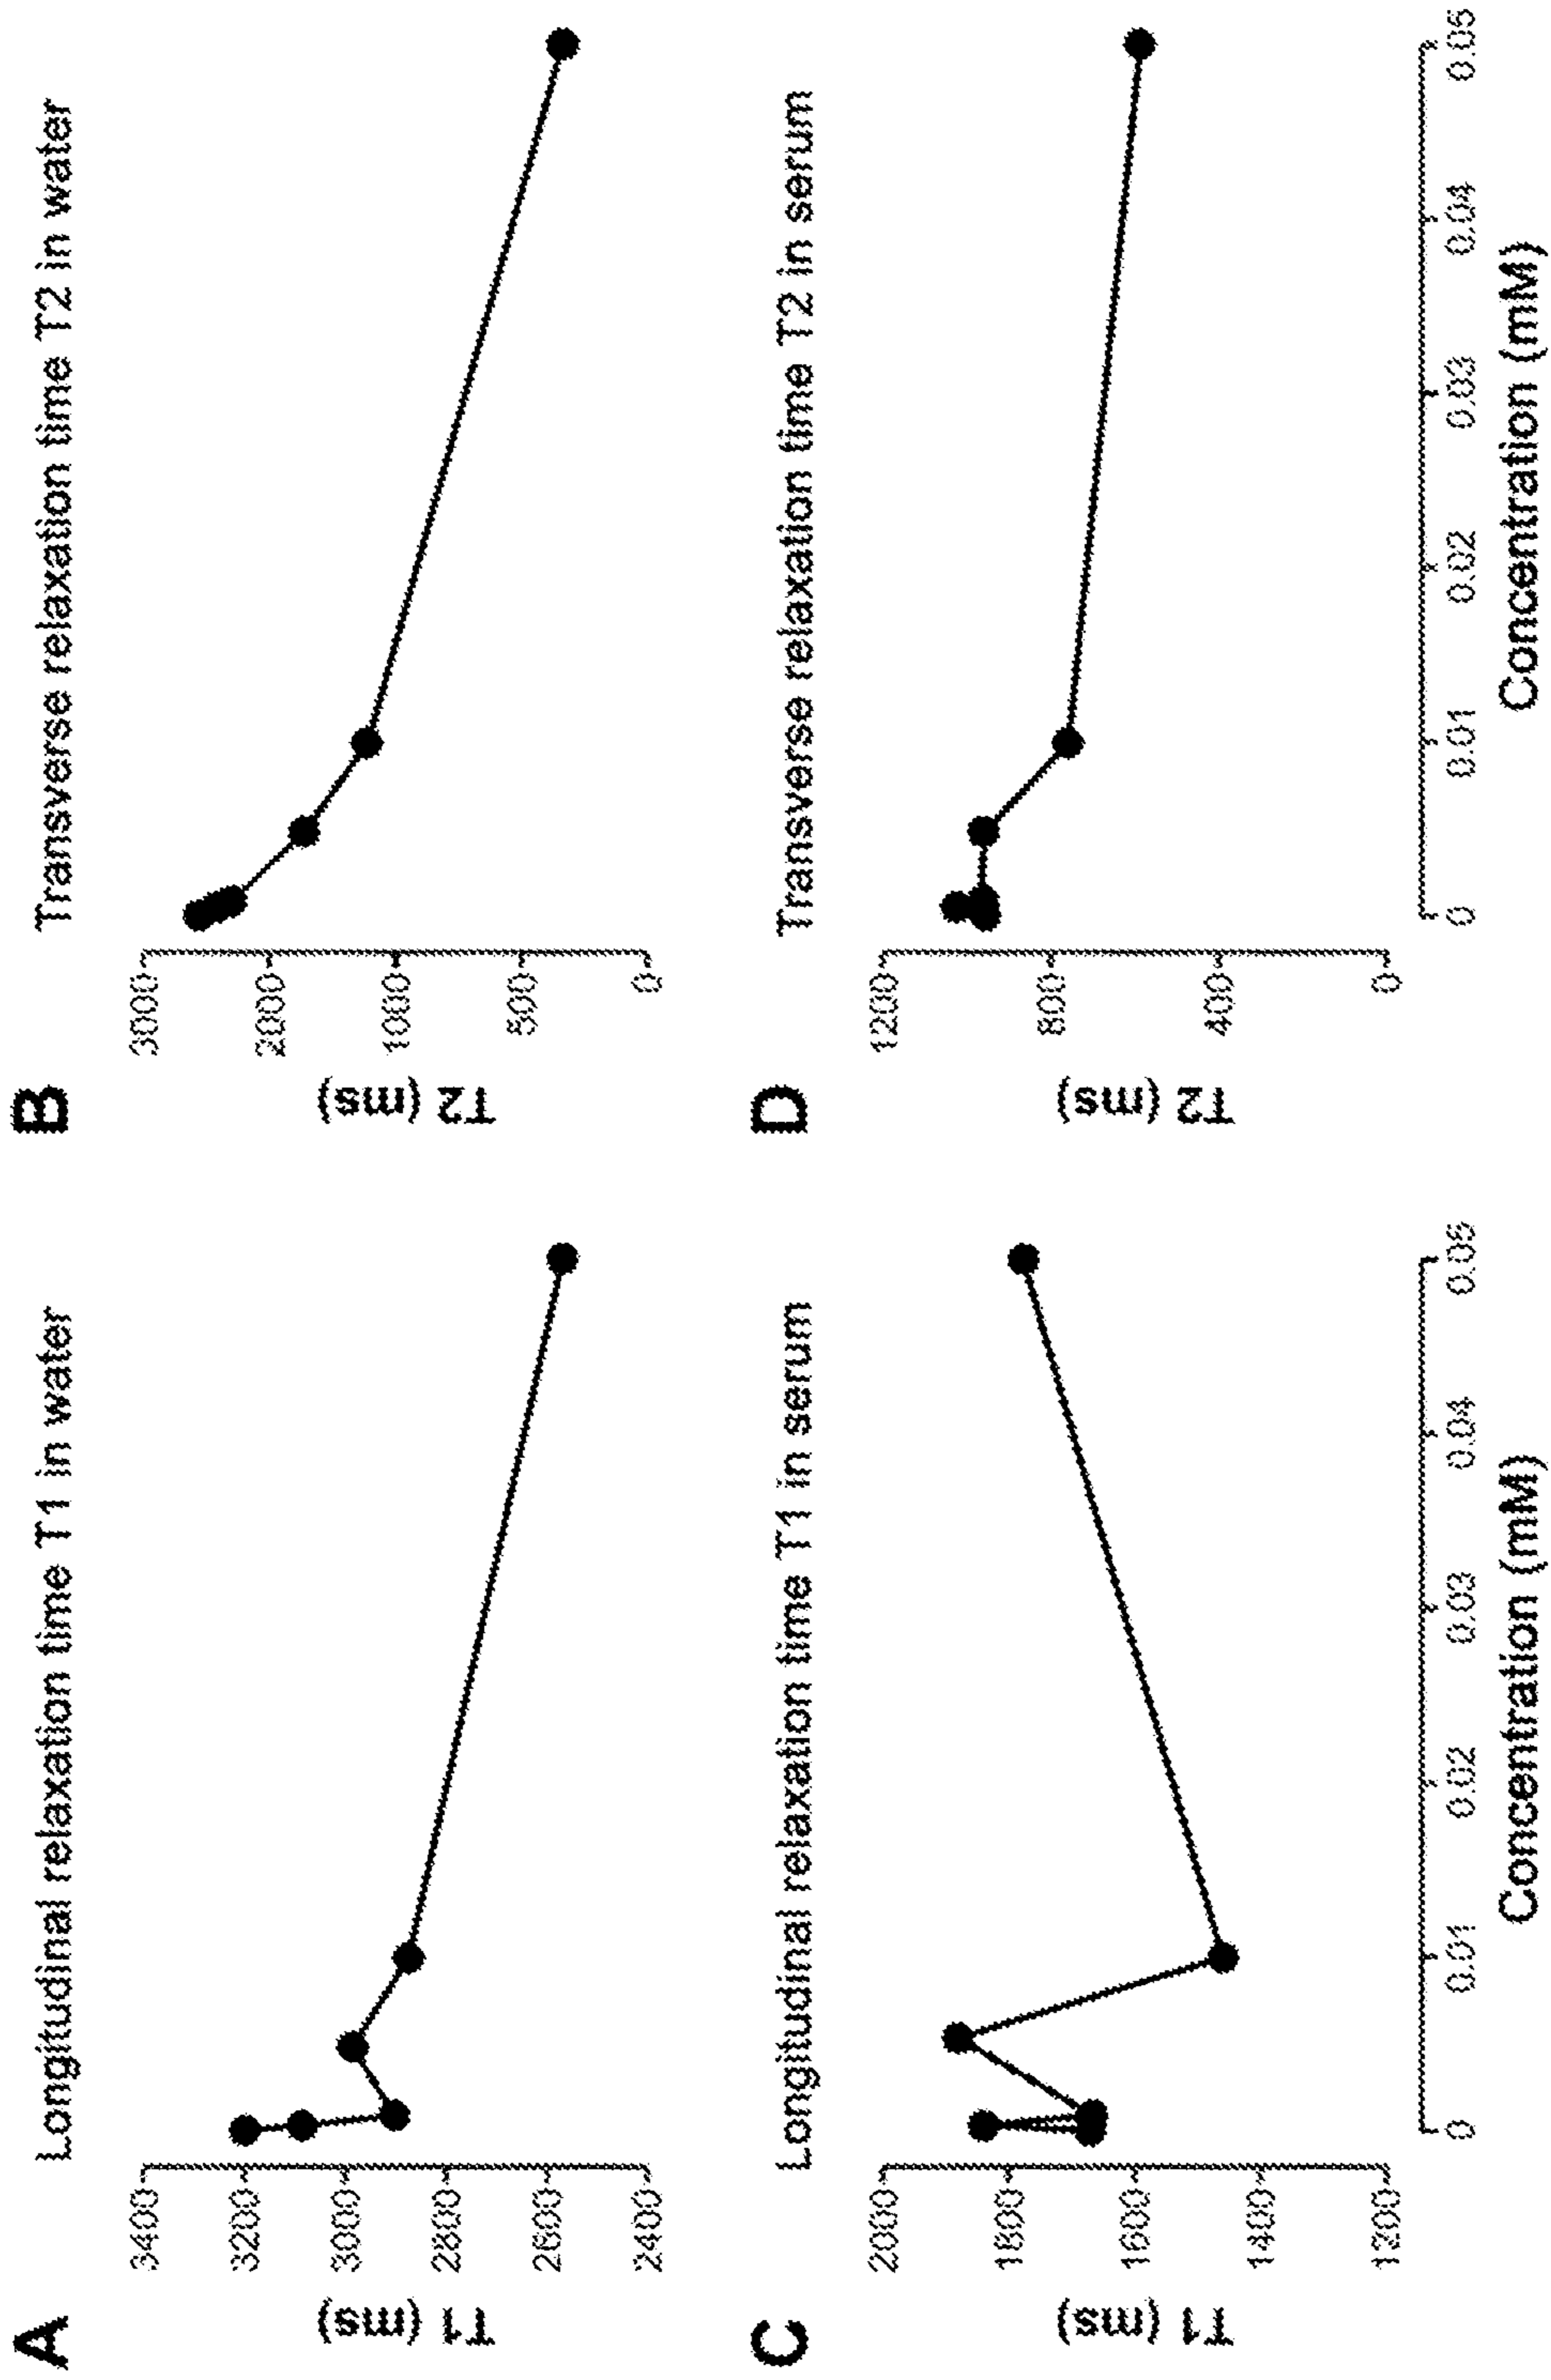 A
Longitudinal relaxation time T1 in water
T1 (ms)
3400
3200
3000
2800
2600
2400
B
Transverse relaxation time T2 in water
T2 (ms)
3000
2000
1000
500
0
C
Longitudinal relaxation time T1 in serum
T1 (ms)
2000
1800
1600
1400
1200
0 0.01 0.02 0.03 0.04 0.05
Concentration (mM)
D
Transverse relaxation time T2 in serum
T2 (ms)
1200
800
400
0
0 0.01 0.02 0.03 0.04 0.05
Concentration (mM)